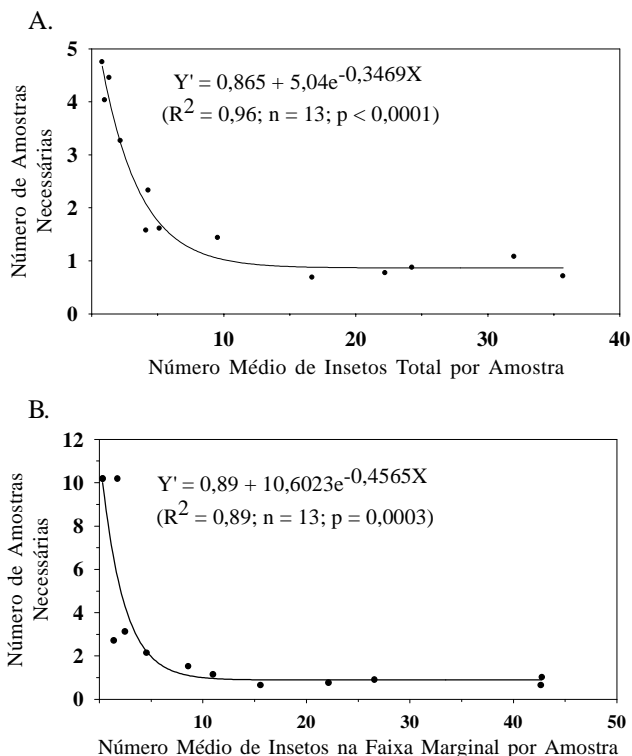 A.
5
4
3
2
1
0
Número de Amostras
Necessárias
Y' = 0,865 + 5,04e-0,3469X
(R2 = 0,96; n = 13; p < 0,0001)
10
20
30
40
Número Médio de Insetos Total por Amostra
B.
12
10
8
6
4
2
0
Número de Amostras
Necessárias
Y' = 0,89 + 10,6023e-0,4565X
(R2 = 0,89; n = 13; p = 0,0003)
10
20
30
40
50
Número Médio de Insetos na Faixa Marginal por Amostra